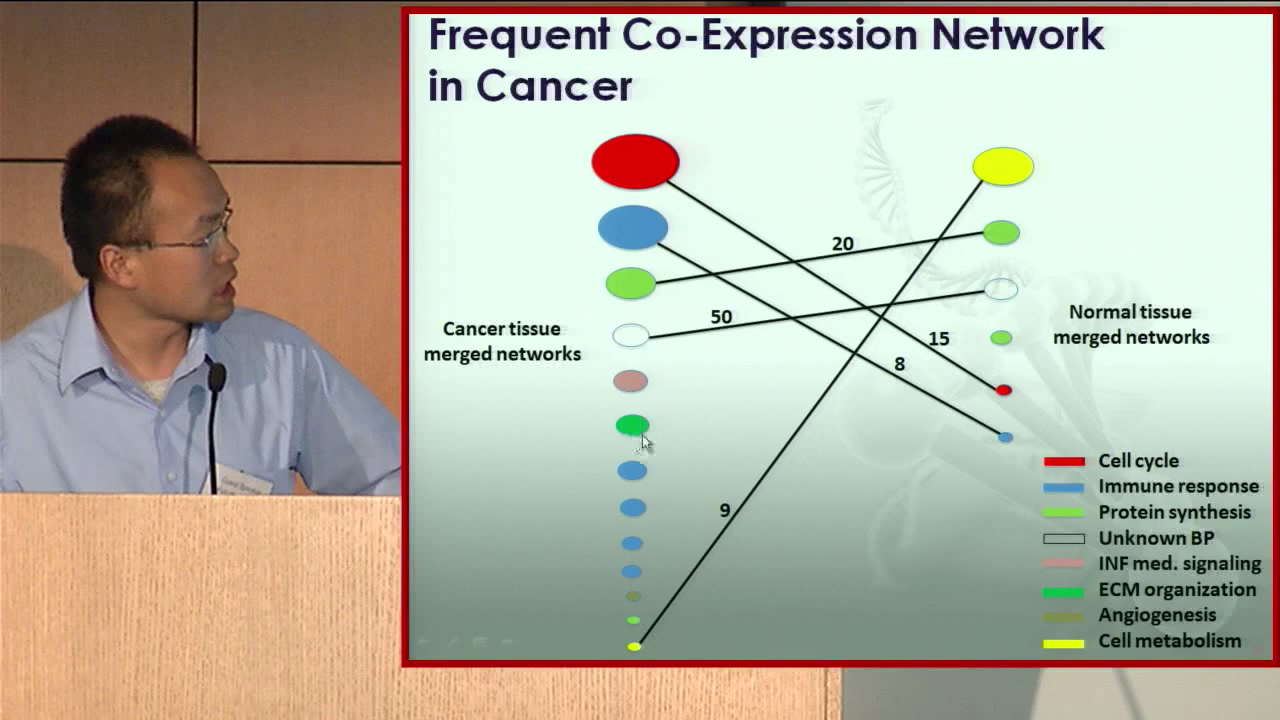 Frequent Co-Expression Network
in Cancer
20
50
Cancer tissue
merged networks
Normal tissue
merged networks
15
8
9
Cell cycle
Immune response
Protein synthesis
Unknown BP
INF med. signaling
ECM organization
Angiogenesis
Cell metabolism